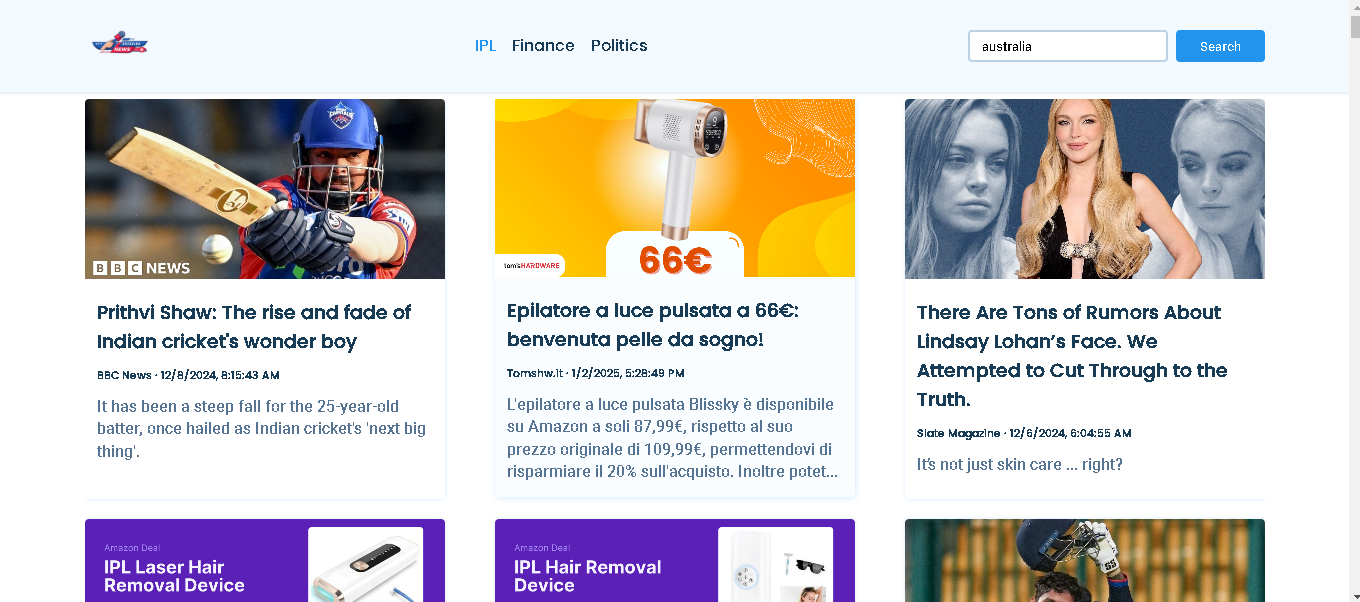 NEWS
IPL Finance Politics
australia
Search
BBC NEWS
Prithvi Shaw: The rise and fade of
Indian cricket's wonder boy
BBC News · 12/8/2024, 8:15:43 AM
It has been a steep fall for the 25-year-old
batter, once hailed as Indian cricket's 'next big
thing'.
tom'sHARDWARE
66€
Epilatore a luce pulsata a 66€:
benvenuta pelle da sogno!
Tomshw.it · 1/2/2025, 5:28:49 PM
L'epilatore a luce pulsata Blissky è disponibile
su Amazon a soli 87,99€, rispetto al suo
prezzo originale di 109,99€, permettendovi di
risparmiare il 20% sull'acquisto. Inoltre potet...
There Are Tons of Rumors About
Lindsay Lohan’s Face. We
Attempted to Cut Through to the
Truth.
Slate Magazine · 12/6/2024, 6:04:55 AM
It’s not just skin care ... right?
Amazon Deal
IPL Laser Hair
Removal Device
Amazon Deal
IPL Hair Removal
Device
SS